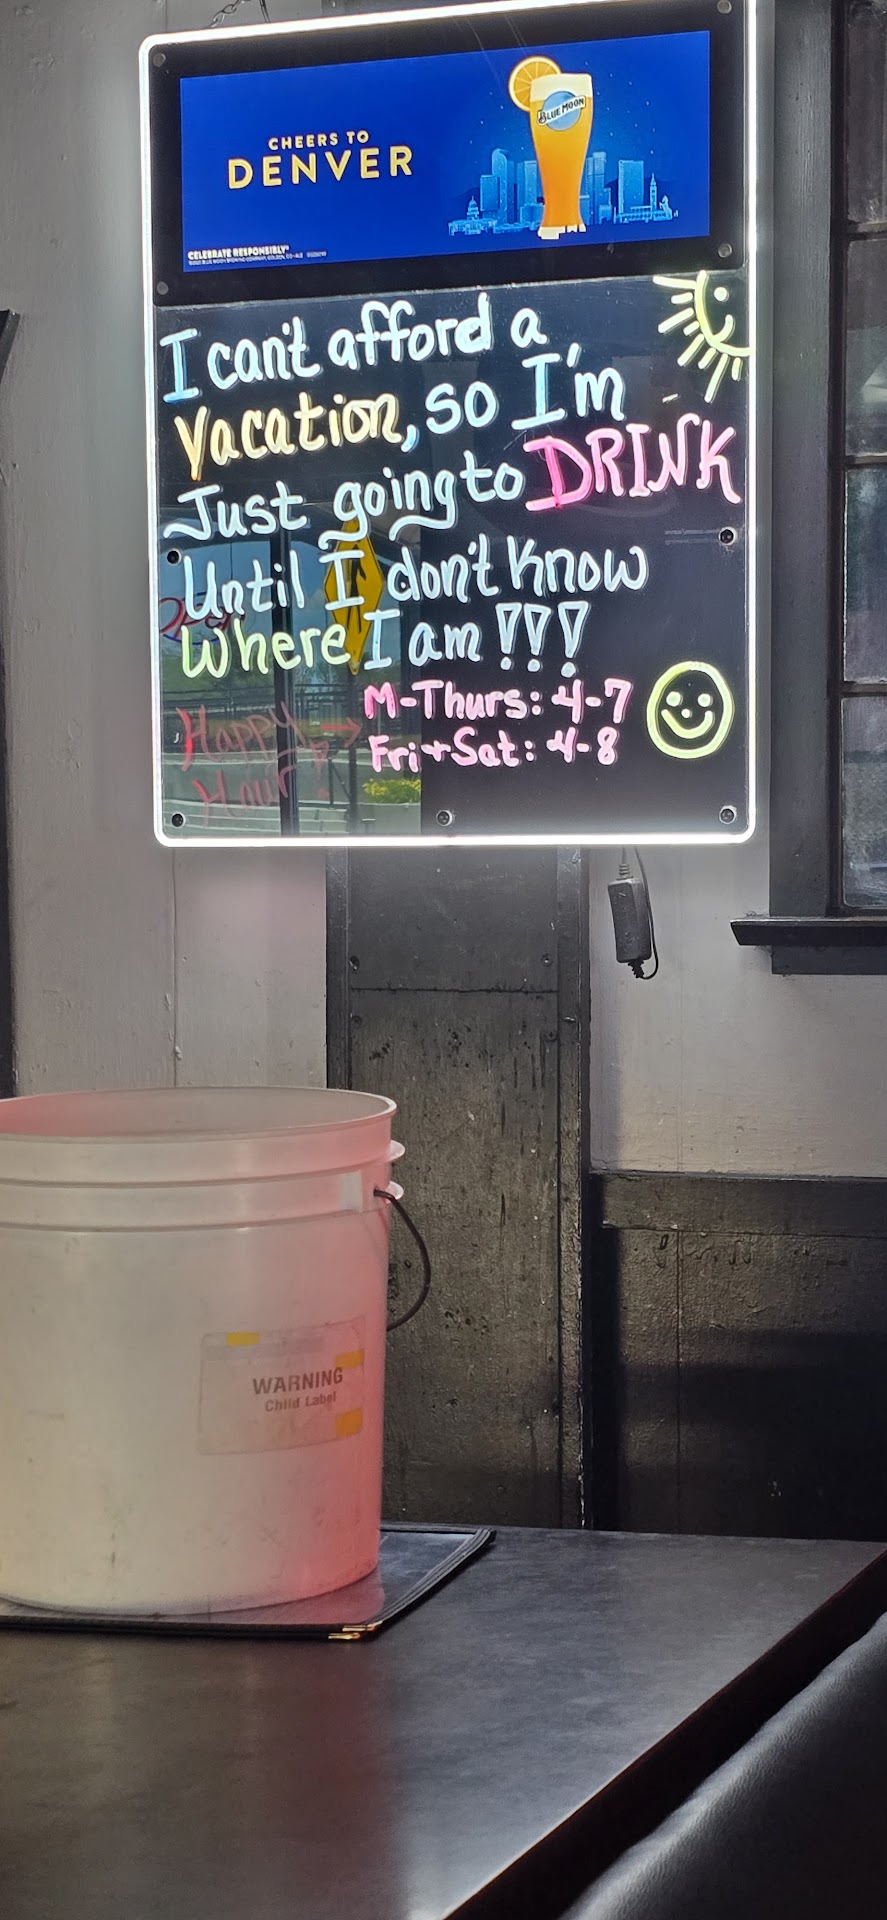 CHEERS TO
DENVER
BLUE MOON
CELEBRATE RESPONSIBLY®
I can't afford a
Vacation, so I'm
Just going to DRINK
Until I don't know
Where I am !!!
Happy
Hour!
M-Thurs: 4-7
Fri+Sat: 4-8
WARNING
Child Label